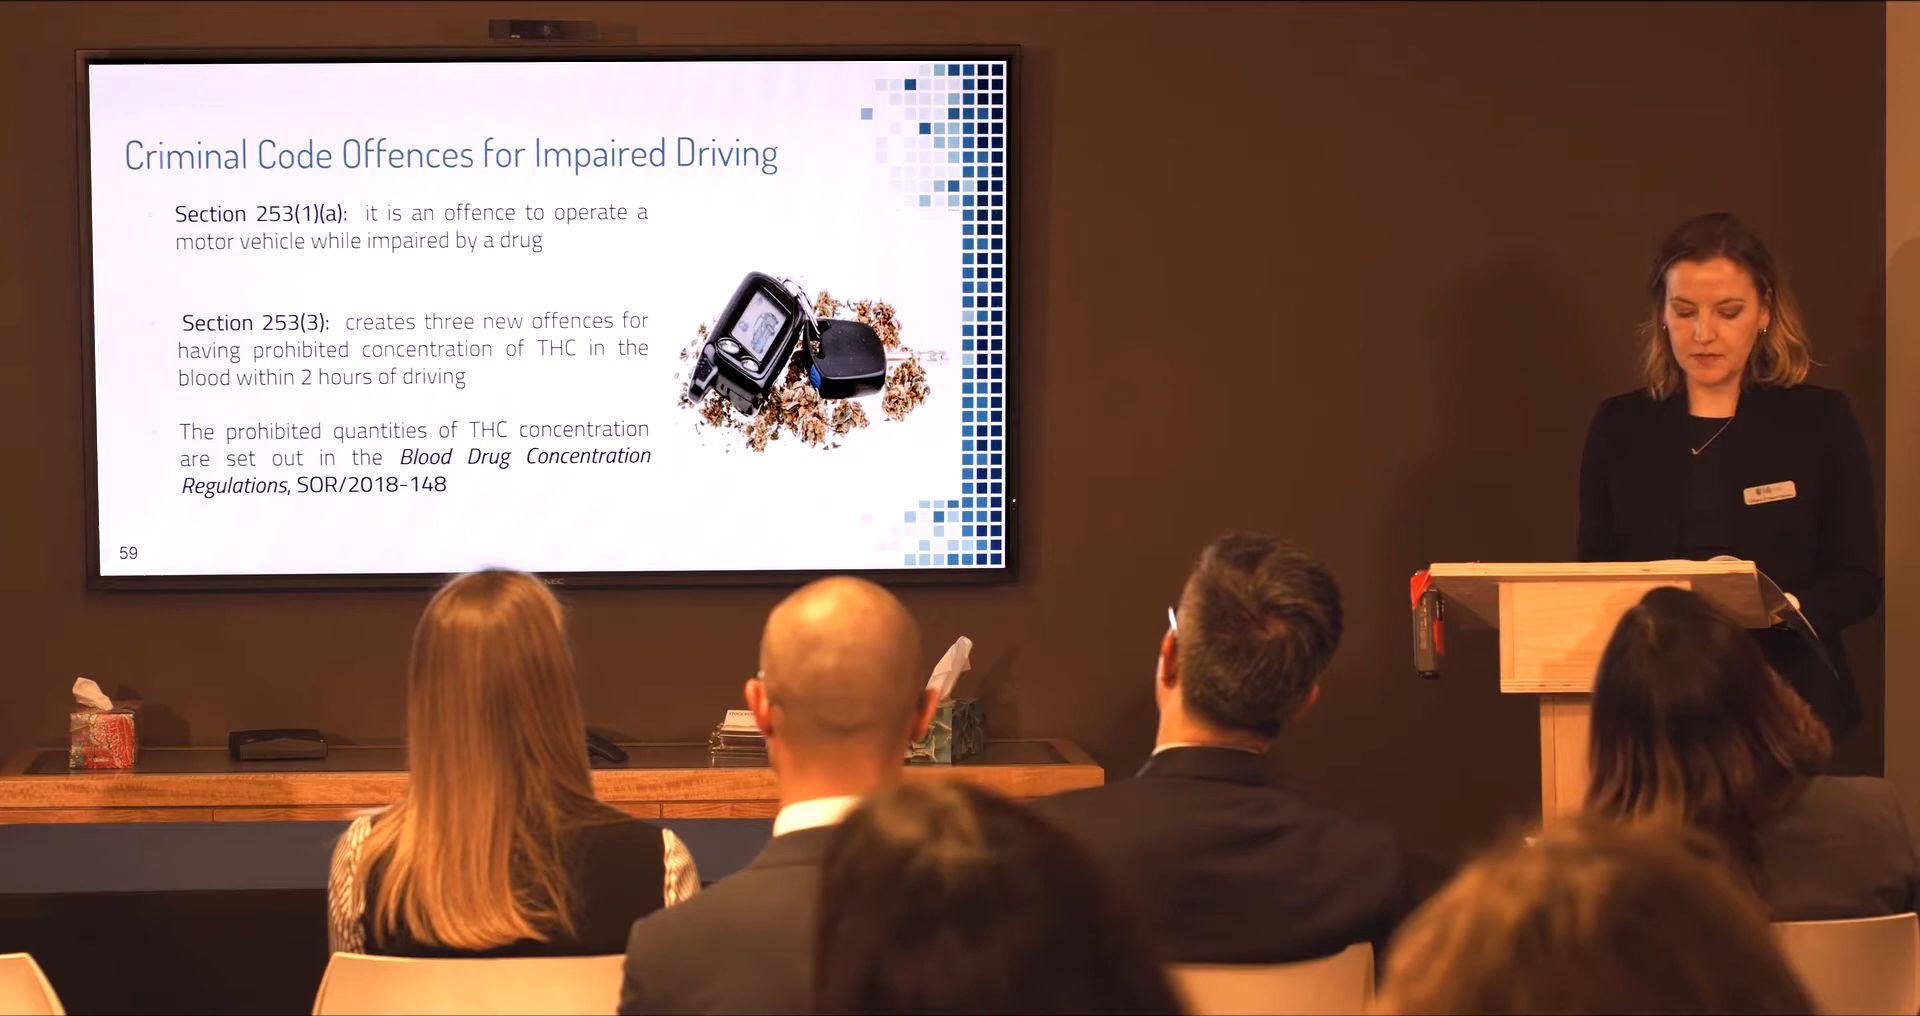 Criminal Code Offences for Impaired Driving
Section 253(1)(a): it is an offence to operate a
motor vehicle while impaired by a drug
Section 253(3): creates three new offences for
having prohibited concentration of THC in the
blood within 2 hours of driving
The prohibited quantities of THC concentration
are set out in the Blood Drug Concentration
Regulations, SOR/2018-148
59
NEC